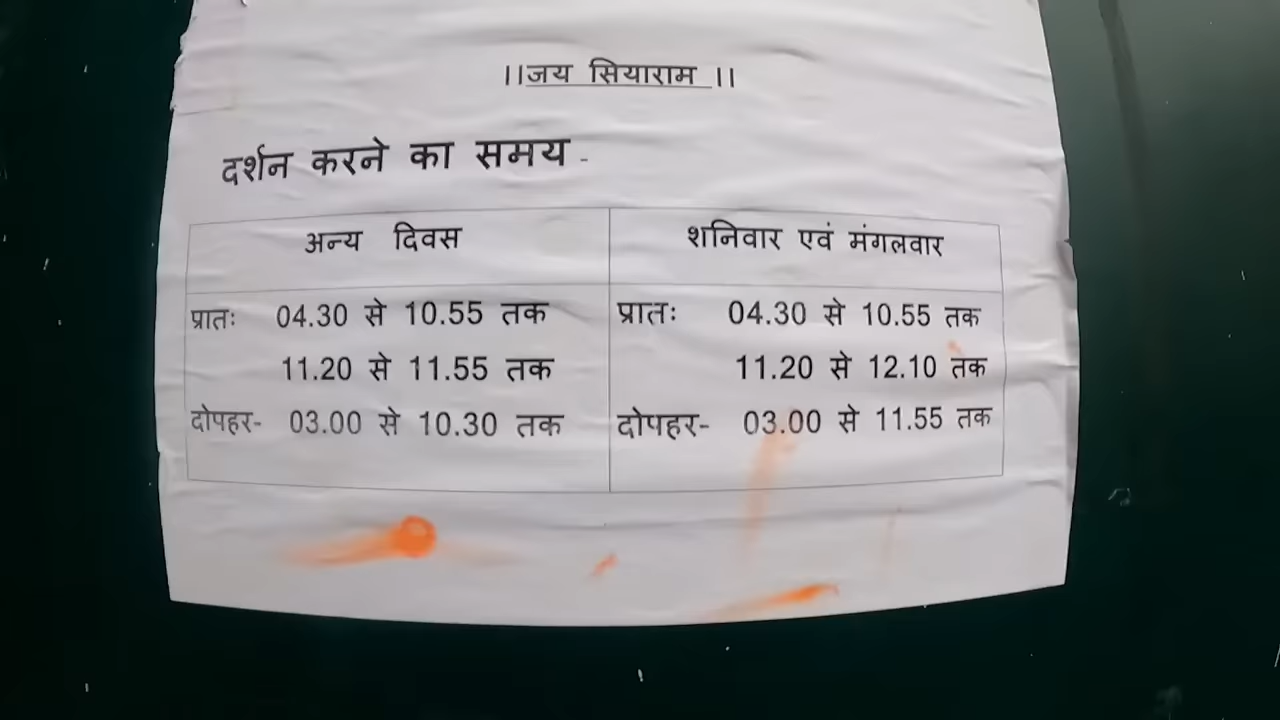 ।।जय सियाराम ।।
दर्शन करने का समय -
अन्य दिवस शनिवार एवं मंगलवार
प्रातः 04.30 से 10.55 तक प्रातः 04.30 से 10.55 तक
11.20 से 11.55 तक 11.20 से 12.10 तक
दोपहर- 03.00 से 10.30 तक दोपहर- 03.00 से 11.55 तक